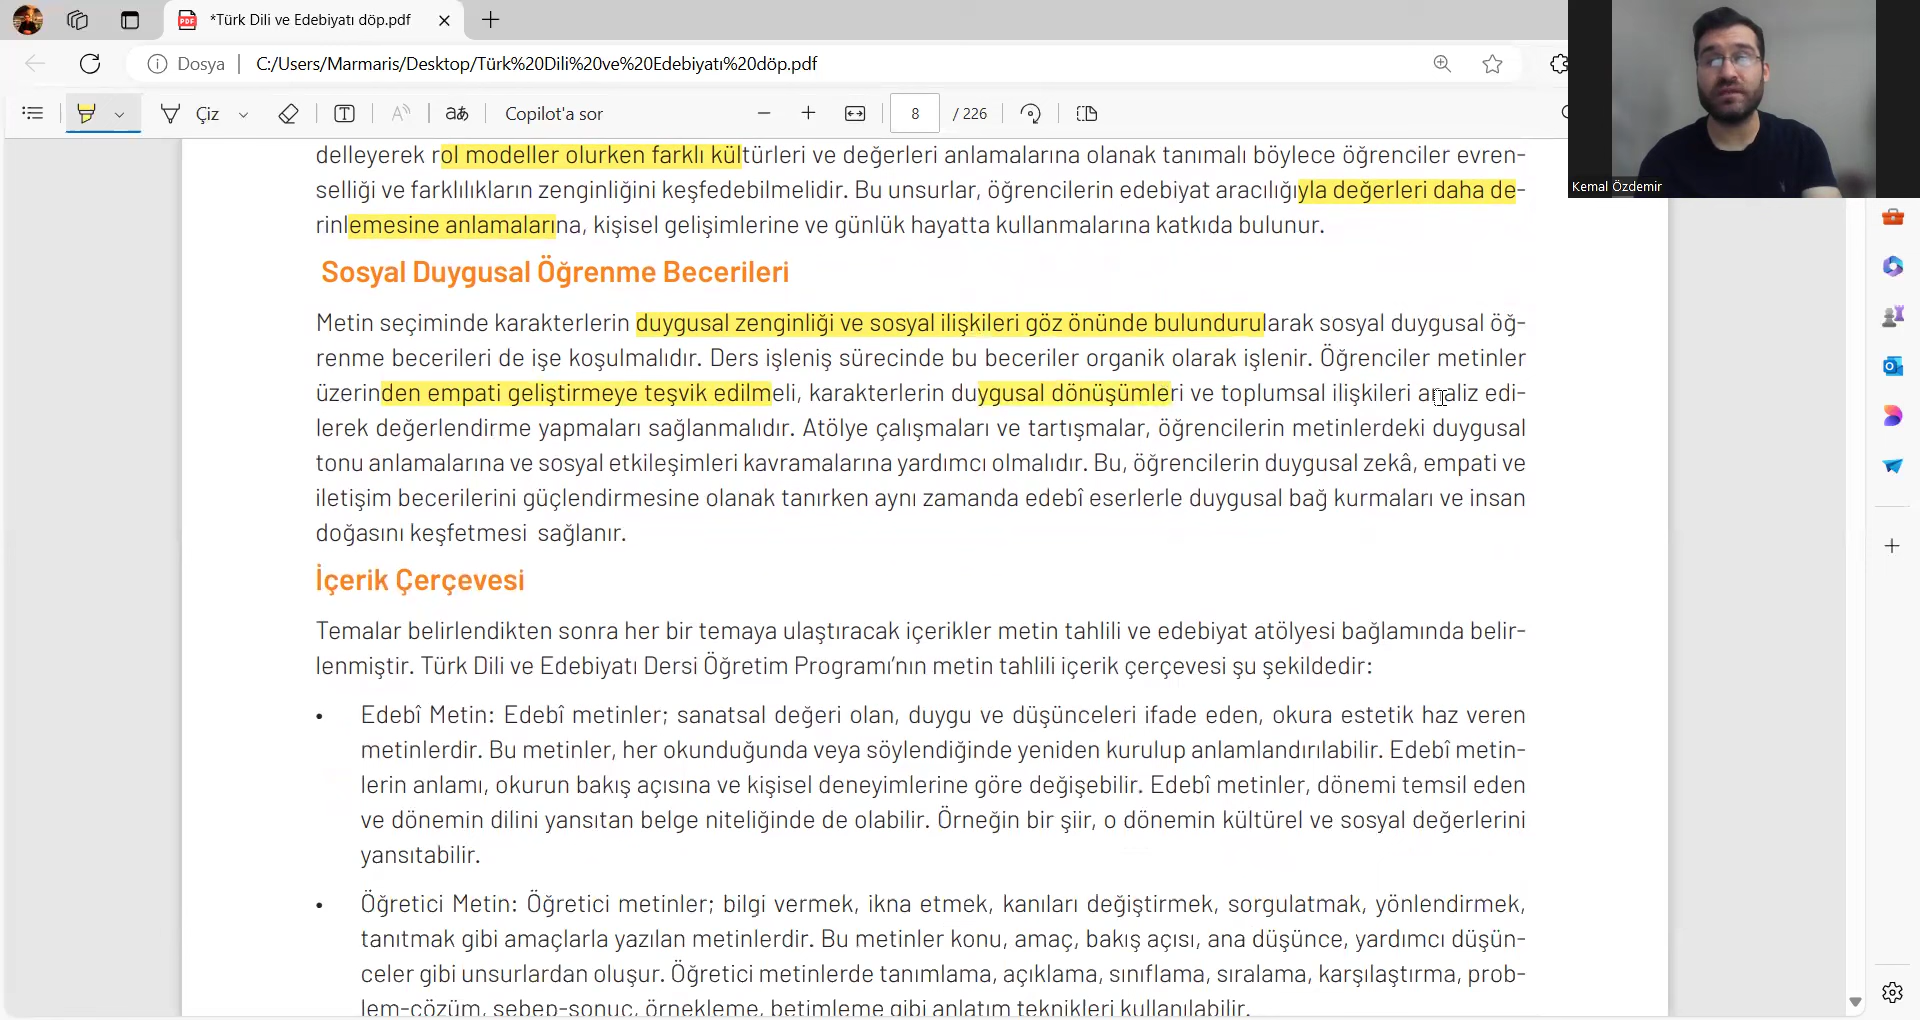 *Türk Dili ve Edebiyatı döp.pdf
Dosya
C:/Users/Marmaris/Desktop/Türk%20Dili%20ve%20Edebiyatı%20döp.pdf
Çiz
Copilot'a sor
8
/ 226
Kemal Özdemir
delleyerek rol modeller olurken farklı kültürleri ve değerleri anlamalarına olanak tanımalı böylece öğrenciler evren-
selliği ve farklılıkların zenginliğini keşfedebilmelidir. Bu unsurlar, öğrencilerin edebiyat aracılığıyla değerleri daha de-
rinlemesine anlamalarına, kişisel gelişimlerine ve günlük hayatta kullanmalarına katkıda bulunur.
Sosyal Duygusal Öğrenme Becerileri
Metin seçiminde karakterlerin duygusal zenginliği ve sosyal ilişkileri göz önünde bulundurularak sosyal duygusal öğ-
renme becerileri de işe koşulmalıdır. Ders işleniş sürecinde bu beceriler organik olarak işlenir. Öğrenciler metinler
üzerinden empati geliştirmeye teşvik edilmeli, karakterlerin duygusal dönüşümleri ve toplumsal ilişkileri analiz edi-
lerek değerlendirme yapmaları sağlanmalıdır. Atölye çalışmaları ve tartışmalar, öğrencilerin metinlerdeki duygusal
tonu anlamalarına ve sosyal etkileşimleri kavramalarına yardımcı olmalıdır. Bu, öğrencilerin duygusal zekâ, empati ve
iletişim becerilerini güçlendirmesine olanak tanırken aynı zamanda edebî eserlerle duygusal bağ kurmaları ve insan
doğasını keşfetmesi  sağlanır.
İçerik Çerçevesi
Temalar belirlendikten sonra her bir temaya ulaştıracak içerikler metin tahlili ve edebiyat atölyesi bağlamında belir-
lenmiştir. Türk Dili ve Edebiyatı Dersi Öğretim Programı’nın metin tahlili içerik çerçevesi şu şekildedir:
• Edebî Metin: Edebî metinler; sanatsal değeri olan, duygu ve düşünceleri ifade eden, okura estetik haz veren
metinlerdir. Bu metinler, her okunduğunda veya söylendiğinde yeniden kurulup anlamlandırılabilir. Edebî metin-
lerin anlamı, okurun bakış açısına ve kişisel deneyimlerine göre değişebilir. Edebî metinler, dönemi temsil eden
ve dönemin dilini yansıtan belge niteliğinde de olabilir. Örneğin bir şiir, o dönemin kültürel ve sosyal değerlerini
yansıtabilir.
• Öğretici Metin: Öğretici metinler; bilgi vermek, ikna etmek, kanıları değiştirmek, sorgulatmak, yönlendirmek,
tanıtmak gibi amaçlarla yazılan metinlerdir. Bu metinler konu, amaç, bakış açısı, ana düşünce, yardımcı düşün-
celer gibi unsurlardan oluşur. Öğretici metinlerde tanımlama, açıklama, sınıflama, sıralama, karşılaştırma, prob-
lem-çözüm, sebep-sonuç, örnekleme, betimleme gibi anlatım teknikleri kullanılabilir.